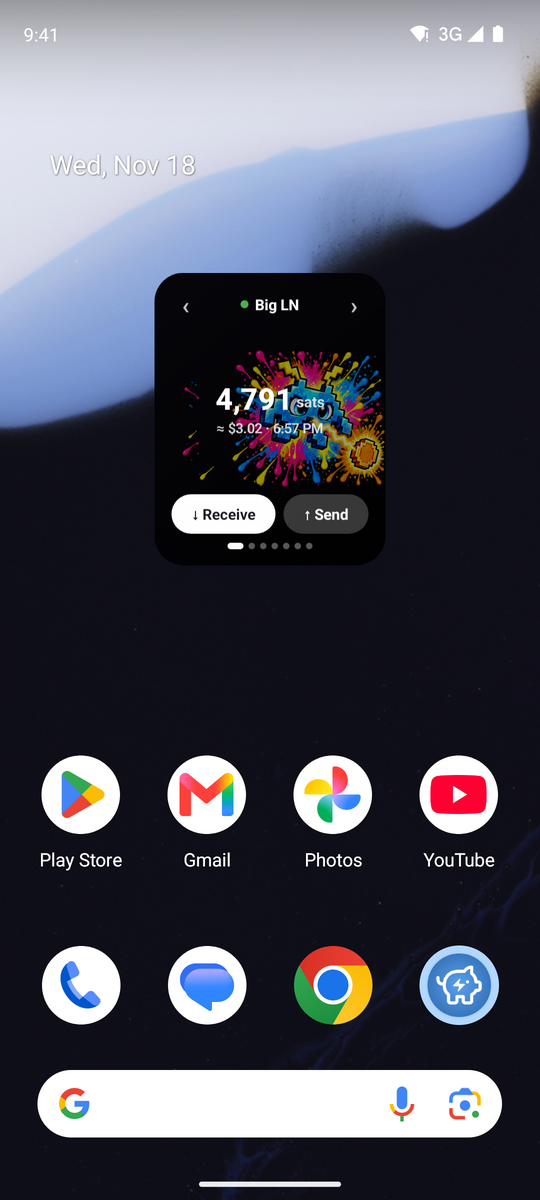 9:41
3G
Wed, Nov 18
‹ Big LN ›
4,791 sats
≈ $3.02 · 6:57 PM
↓ Receive ↑ Send
Play Store Gmail Photos YouTube